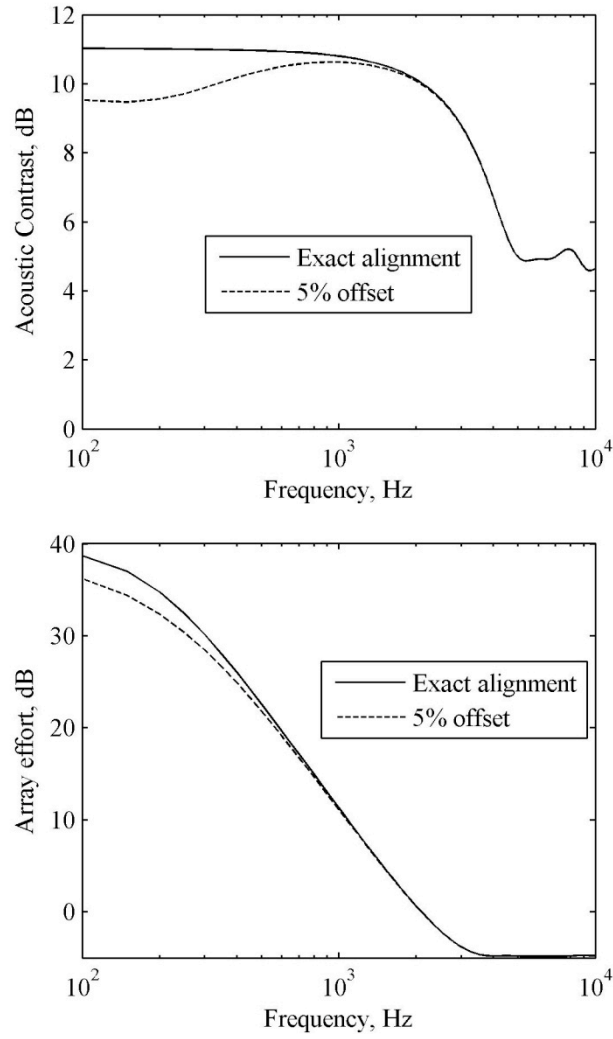 12
10
8
6
4
2
0
Acoustic Contrast, dB
Exact alignment
5% offset
10^2
10^3
10^4
Frequency, Hz
40
30
20
10
0
Array effort, dB
Exact alignment
5% offset
10^2
10^3
10^4
Frequency, Hz